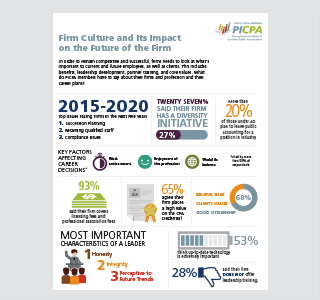 PICPA
Firm Culture and Its Impact
on the Future of the Firm
In order to remain competitive and successful, firms needs to look at what's
important to current and future employees, as well as clients. This includes
benefits, leadership development, partner training, and core values. What
do PICPA members have to say about their firms and profession and their
career plans?
2015-2020
Top issues facing firms in the next five years
1. Succession Planning
2. Retaining Qualified Staff
3. Compliance Issues
TWENTY SEVEN%
SAID THEIR FIRM
HAS A DIVERSITY
INITIATIVE
27%
More than
20%
of those under 40
plan to leave public
accounting for a
position in industry
KEY FACTORS
AFFECTING
CAREER
DECISIONS*
Work
environment
Enjoyment of
the profession
Work/life
balance
*cited by more
than 85% of
respondents
93%
said their firm covers
licensing fees and
professional association fees
65%
agree their
firm places
a high value
on the CPA
credential
BELIEVE THAT
CLIENTS VALUE
GOOD CITIZENSHIP
68%
MOST IMPORTANT
CHARACTERISTICS OF A LEADER
1 Honesty
2 Integrity
3 Perceptive to
Future Trends
53%
think up-to-date technology
is extremely important
28%
said their firm
DOES NOT offer
leadership training.